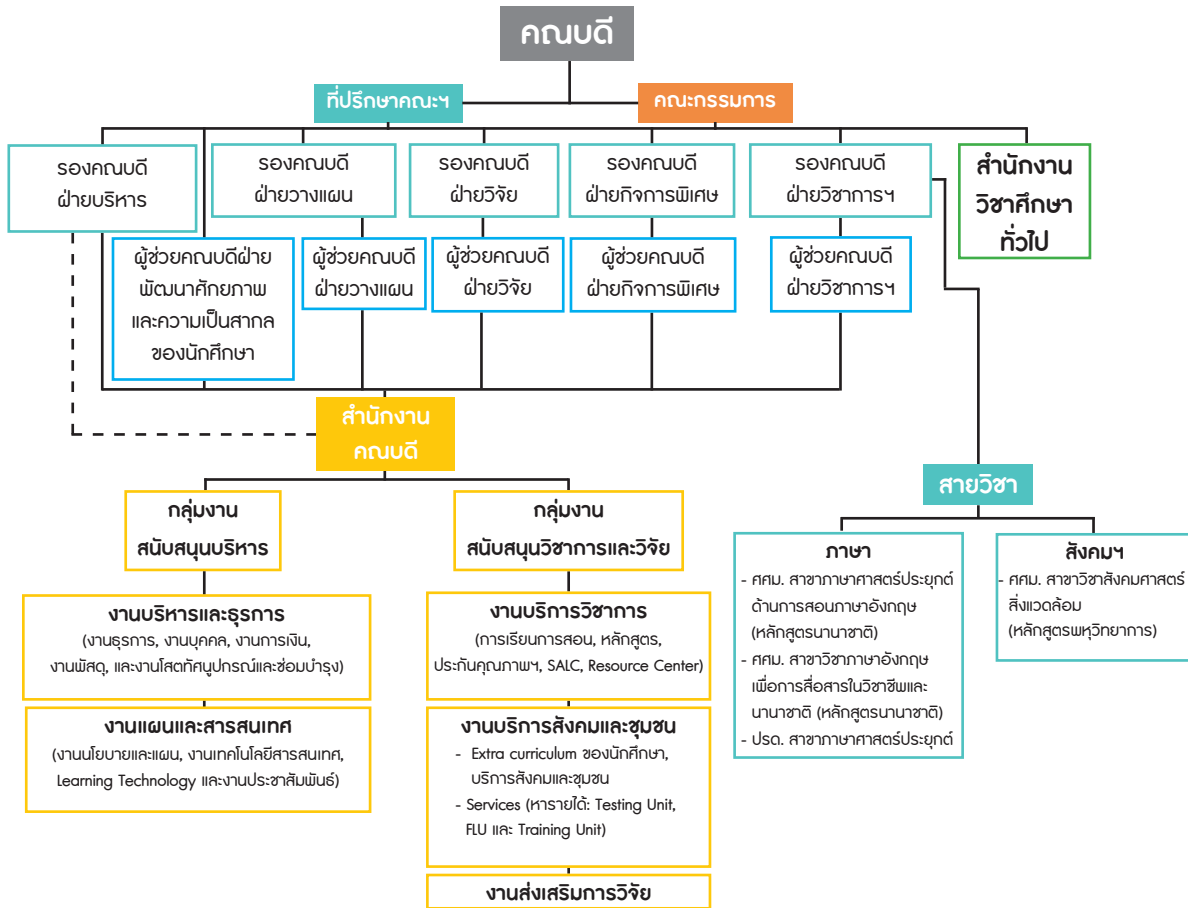 คณบดี
ที่ปรึกษาคณะฯ
คณะกรรมการ
รองคณบดี
ฝ่ายบริหาร
รองคณบดี
ฝ่ายวางแผน
รองคณบดี
ฝ่ายวิจัย
รองคณบดี
ฝ่ายกิจการพิเศษ
รองคณบดี
ฝ่ายวิชาการฯ
สำนักงาน
วิชาศึกษา
ทั่วไป
ผู้ช่วยคณบดีฝ่าย
พัฒนาศักยภาพ
และความเป็นสากล
ของนักศึกษา
ผู้ช่วยคณบดี
ฝ่ายวางแผน
ผู้ช่วยคณบดี
ฝ่ายวิจัย
ผู้ช่วยคณบดี
ฝ่ายกิจการพิเศษ
ผู้ช่วยคณบดี
ฝ่ายวิชาการฯ
สำนักงาน
คณบดี
กลุ่มงาน
สนับสนุนบริหาร
งานบริหารและธุรการ
(งานธุรการ, งานบุคคล, งานการเงิน,
งานพัสดุ, และงานโสตทัศนูปกรณ์และซ่อมบำรุง)
งานแผนและสารสนเทศ
(งานนโยบายและแผน, งานเทคโนโลยีสารสนเทศ,
Learning Technology และงานประชาสัมพันธ์)
กลุ่มงาน
สนับสนุนวิชาการและวิจัย
งานบริการวิชาการ
(การเรียนการสอน, หลักสูตร,
ประกันคุณภาพฯ, SALC, Resource Center)
งานบริการสังคมและชุมชน
- Extra curriculum ของนักศึกษา,
บริการสังคมและชุมชน
- Services (หารายได้: Testing Unit,
FLU และ Training Unit)
งานส่งเสริมการวิจัย
สายวิชา
ภาษา
- ศศม. สาขาภาษาศาสตร์ประยุกต์
ด้านการสอนภาษาอังกฤษ
(หลักสูตรนานาชาติ)
- ศศม. สาขาวิชาภาษาอังกฤษ
เพื่อการสื่อสารในวิชาชีพและ
นานาชาติ (หลักสูตรนานาชาติ)
- ปรด. สาขาภาษาศาสตร์ประยุกต์
สังคมฯ
- ศศม. สาขาวิชาสังคมศาสตร์
สิ่งแวดล้อม
(หลักสูตรพหุวิทยาการ)